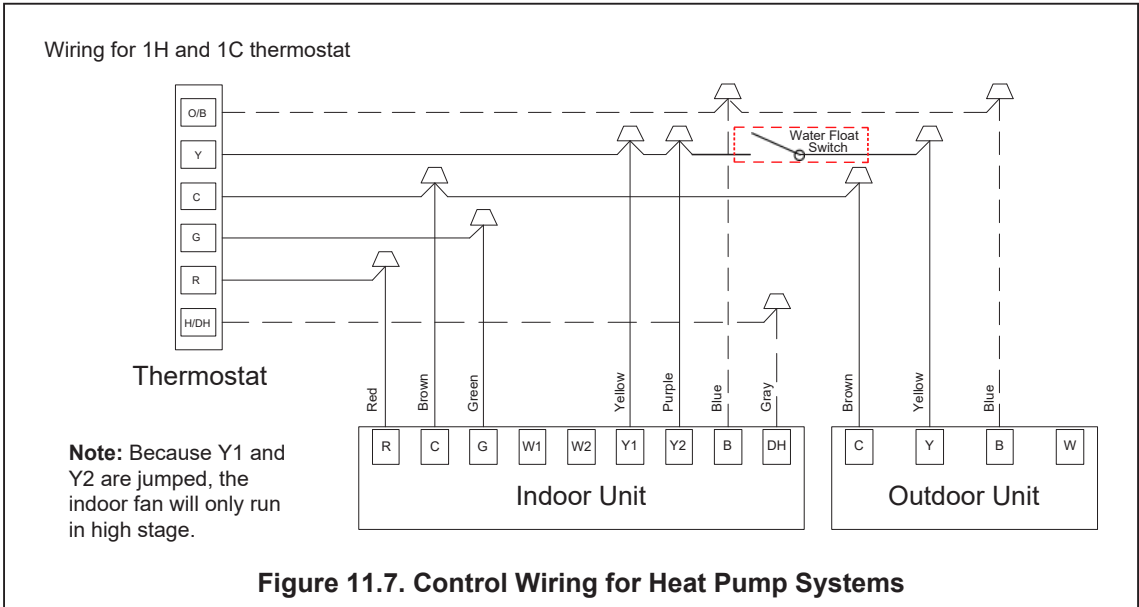 Wiring for 1H and 1C thermostat
O/B
Y
C
G
R
H/DH
Thermostat
Water Float
Switch
Red
Brown
Green
Yellow
Purple
Blue
Gray
Brown
Yellow
Blue
R
C
G
W1
W2
Y1
Y2
B
DH
Indoor Unit
C
Y
B
W
Outdoor Unit
Note: Because Y1 and
Y2 are jumped, the
indoor fan will only run
in high stage.
Figure 11.7. Control Wiring for Heat Pump Systems